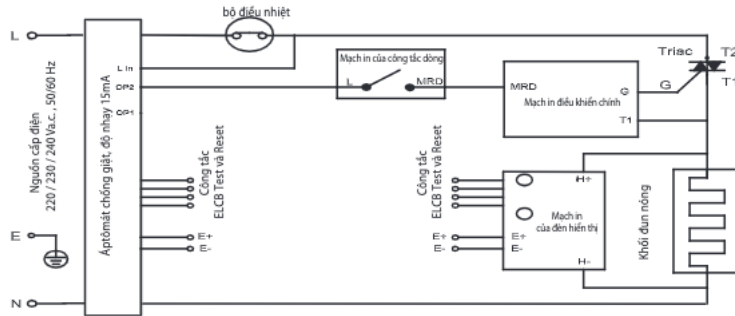 bộ điều nhiệt
L
L in
OP2
OP1
Mạch in của công tắc dòng
L
MRD
MRD
G
T1
Mạch in điều khiển chính
Triac
T2
T1
G
Nguồn cấp điện
220 / 230 / 240 Va.c., 50/60 Hz
Áptômát chống giật, độ nhạy 15mA
Công tắc
ELCB Test và Reset
E+
E-
Công tắc
ELCB Test và Reset
E+
E-
H+
E+
E-
Mạch in
của đèn hiển thị
H-
Khối đun nóng
E
N